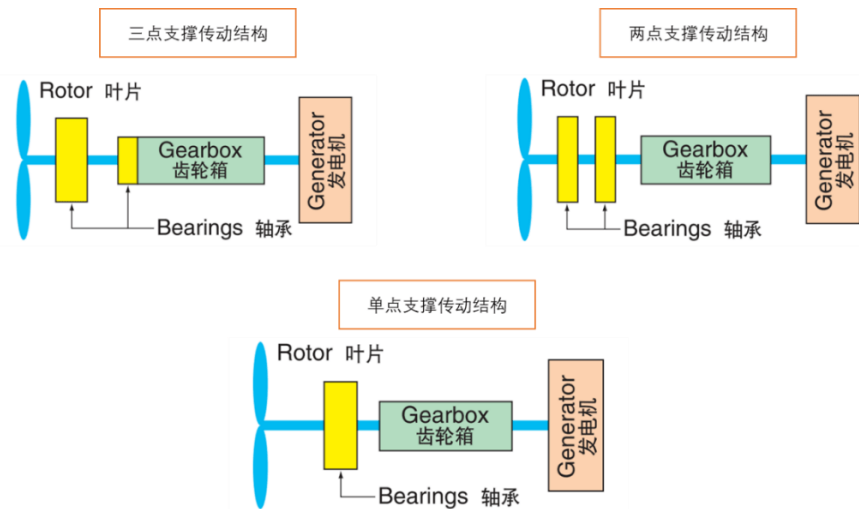 三点支撑传动结构
Rotor 叶片
Gearbox
齿轮箱
Generator
发电机
Bearings 轴承
两点支撑传动结构
Rotor 叶片
Gearbox
齿轮箱
Generator
发电机
Bearings 轴承
单点支撑传动结构
Rotor 叶片
Gearbox
齿轮箱
Generator
发电机
Bearings 轴承